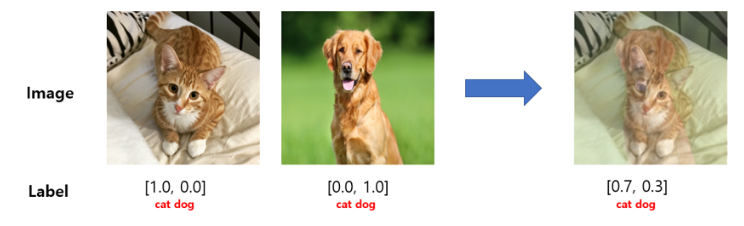 Image
Label
[1.0, 0.0]
cat dog
[0.0, 1.0]
cat dog
[0.7, 0.3]
cat dog